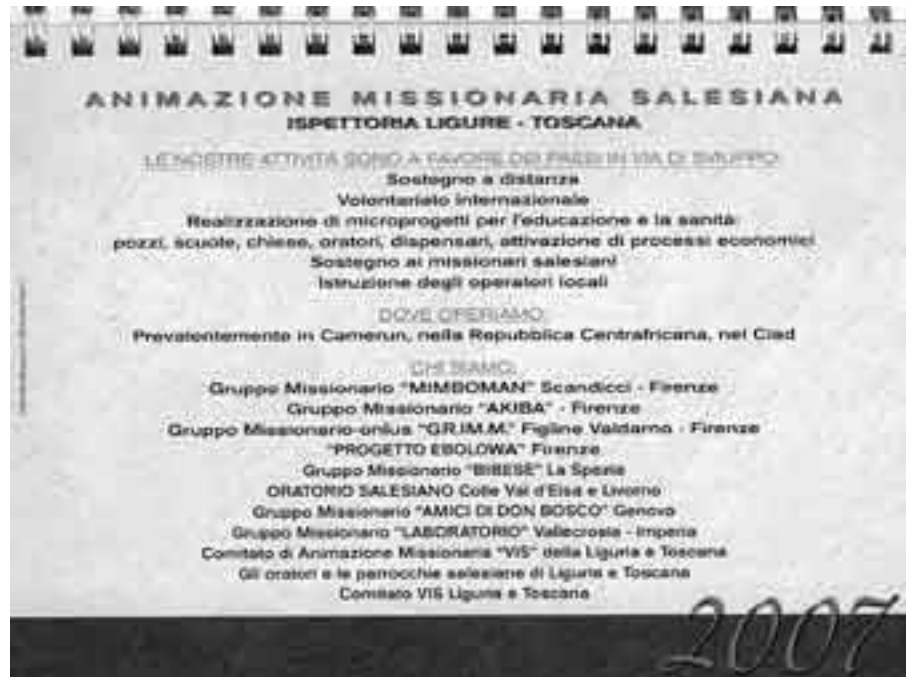 ANIMAZIONE MISSIONARIA SALESIANA
ISPETTORIA LIGURE - TOSCANA
LE NOSTRE ATTIVITÀ SONO A FAVORE DEI PAESI IN VIA DI SVILUPPO:
Sostegno a distanza
Volontariato internazionale
Realizzazione di microprogetti per l'educazione e la sanità:
pozzi, scuole, chiese, oratori, dispensari, attivazione di processi economici
Sostegno ai missionari salesiani
Istruzione degli operatori locali
DOVE OPERIAMO:
Prevalentemente in Camerun, nella Repubblica Centrafricana, nel Ciad
CHI SIAMO:
Gruppo Missionario "MIMBOMAN" Scandicci - Firenze
Gruppo Missionario "AKIBA" - Firenze
Gruppo Missionario-onlus "GR.IM.M." Figline Valdarno - Firenze
"PROGETTO EBOLOWA" Firenze
Gruppo Missionario "BIBESE" La Spezia
ORATORIO SALESIANO Colle Val d'Elsa e Livorno
Gruppo Missionario "AMICI DI DON BOSCO" Genova
Gruppo Missionario "LABORATORIO" Vallecrosia - Imperia
Comitato di Animazione Missionaria "VIS" della Liguria e Toscana
Gli oratori e le parrocchie salesiane di Liguria e Toscana
Comitato VIS Liguria e Toscana
2007